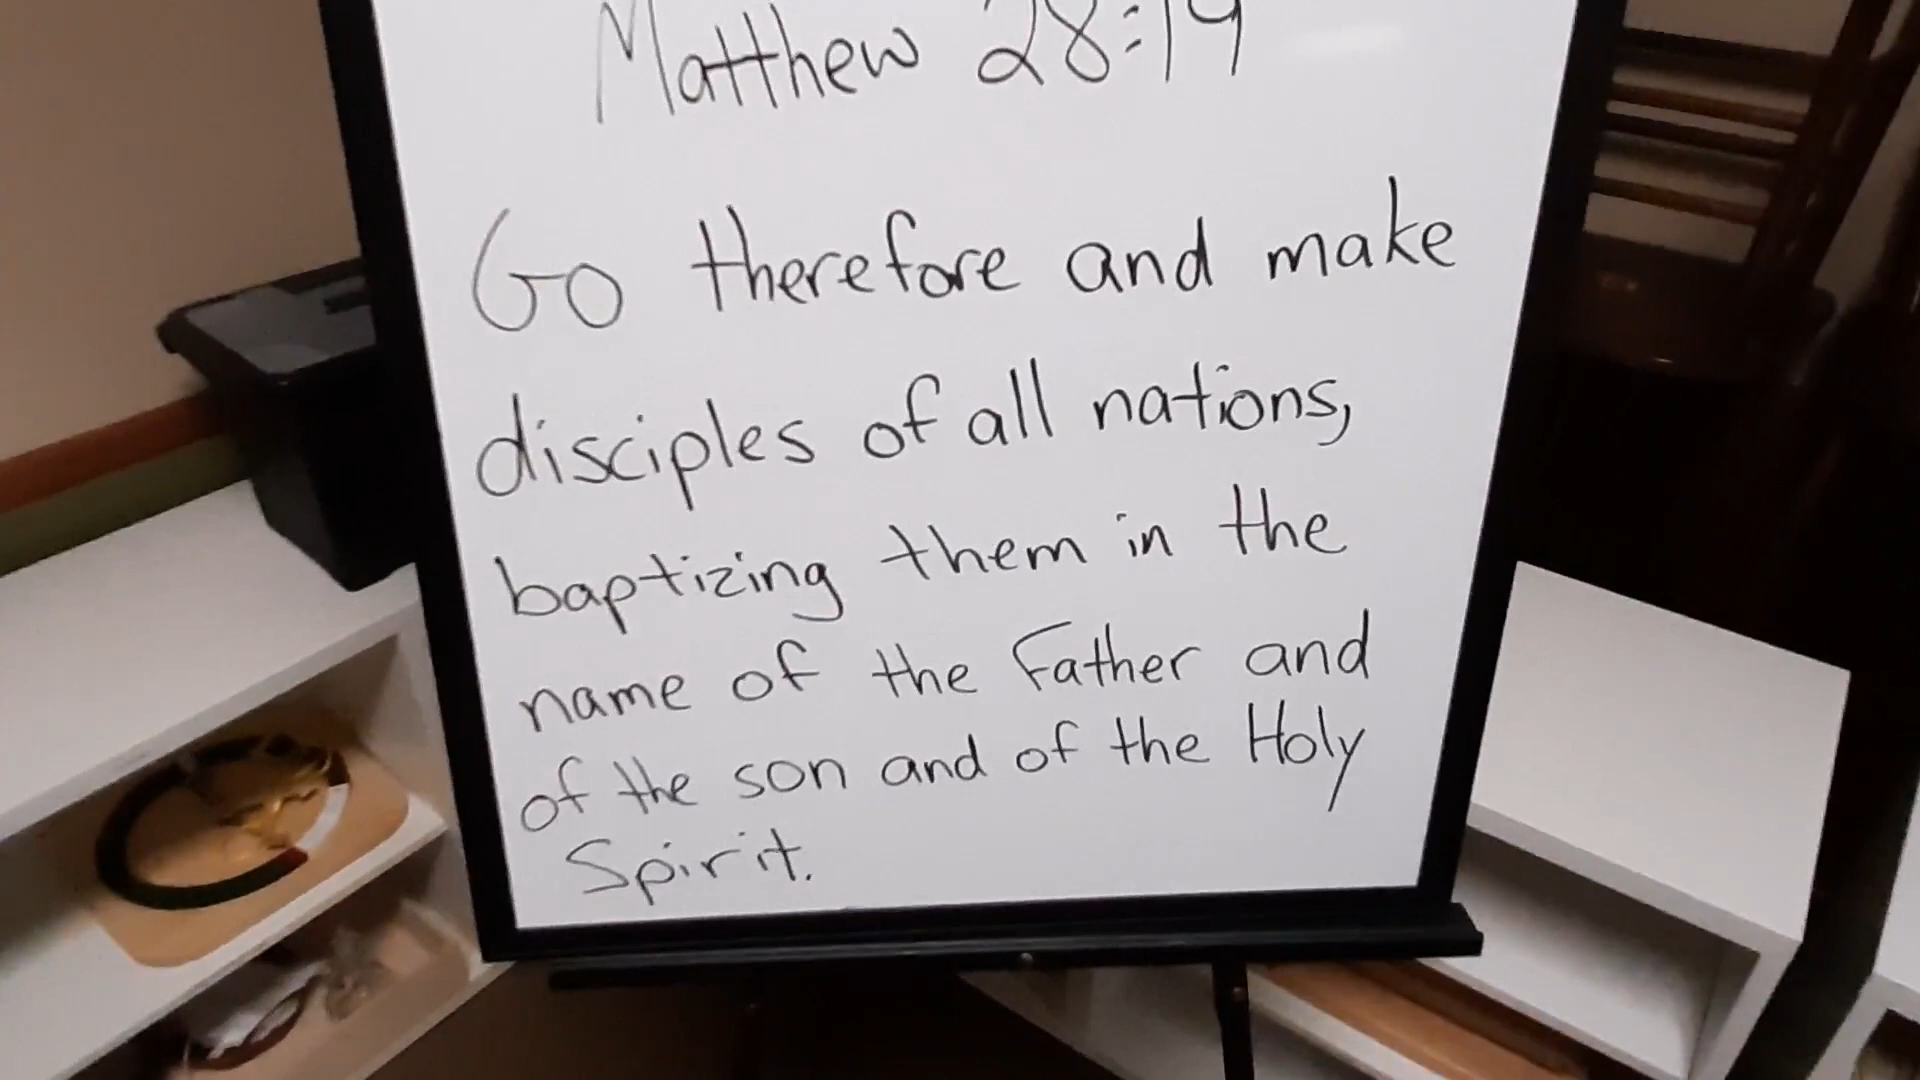 Matthew 28:19
Go therefore and make
disciples of all nations,
baptizing them in the
name of the Father and
of the son and of the Holy
Spirit.